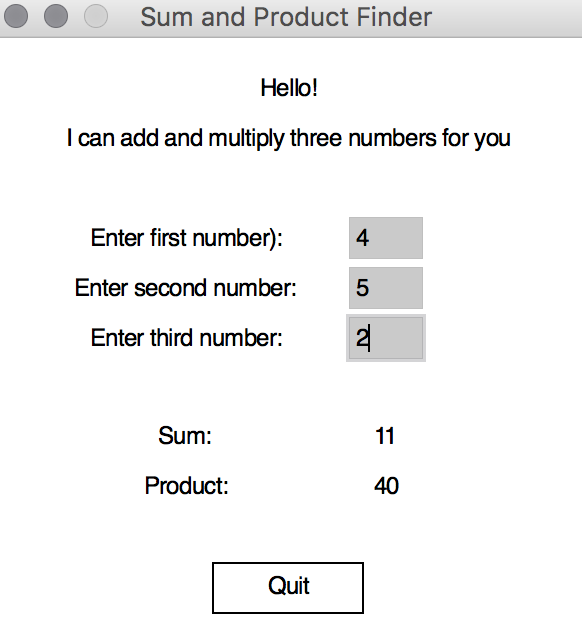 Sum and Product Finder
Hello!
I can add and multiply three numbers for you
Enter first number): 4
Enter second number: 5
Enter third number: 2
Sum: 11
Product: 40
Quit